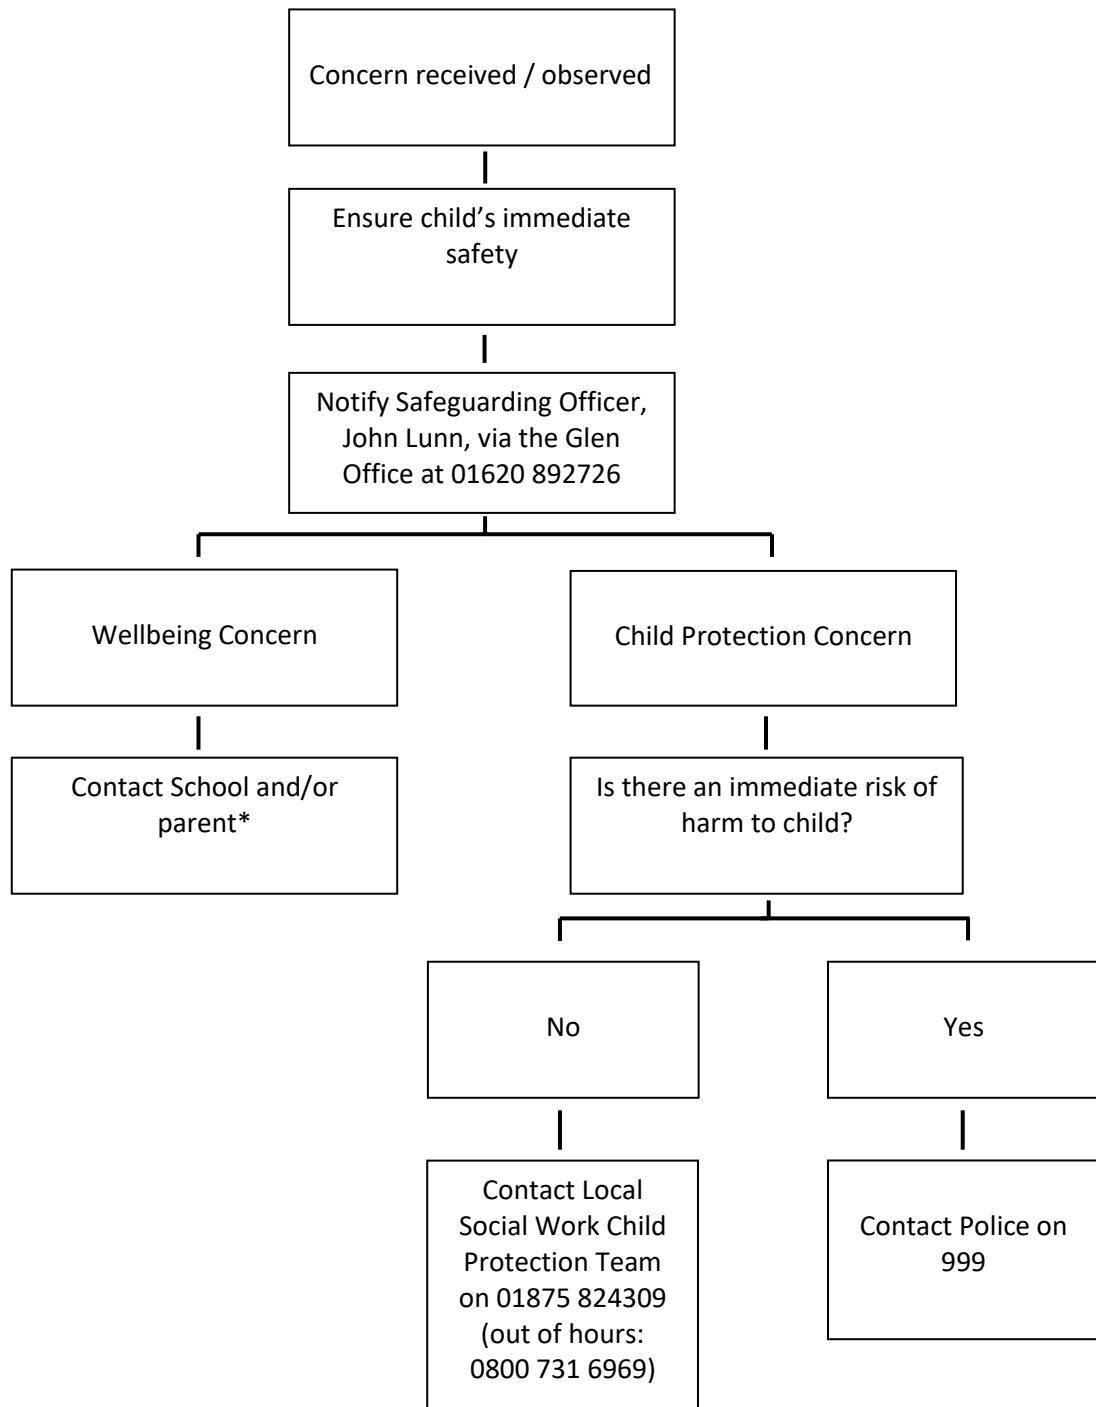 Concern received / observed
Ensure child’s immediate
safety
Notify Safeguarding Officer,
John Lunn, via the Glen
Office at 01620 892726
Wellbeing Concern
Child Protection Concern
Contact School and/or
parent*
Is there an immediate risk of
harm to child?
No
Yes
Contact Local
Social Work Child
Protection Team
on 01875 824309
(out of hours:
0800 731 6969)
Contact Police on
999